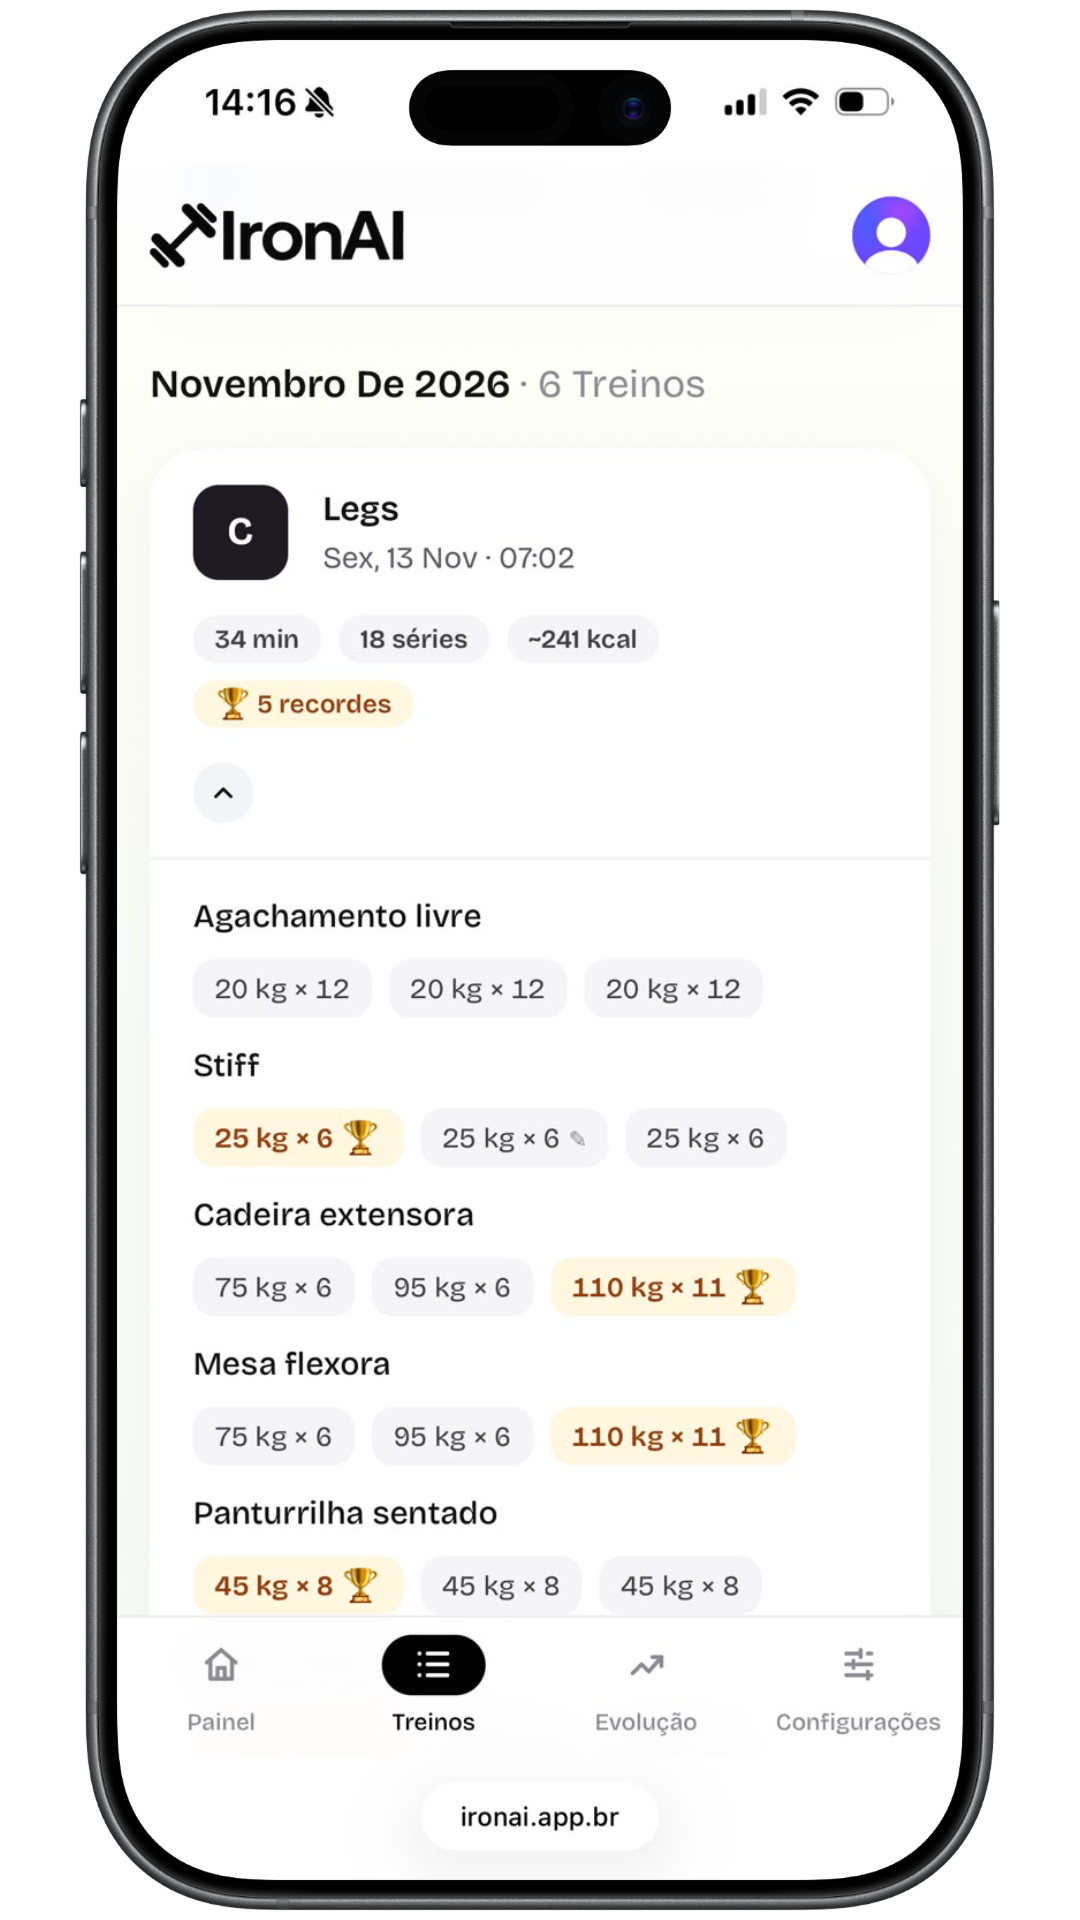 14:16
IronAI
Novembro De 2026 · 6 Treinos
C
Legs
Sex, 13 Nov · 07:02
34 min
18 séries
~241 kcal
🏆 5 recordes
Agachamento livre
20 kg × 12
20 kg × 12
20 kg × 12
Stiff
25 kg × 6 🏆
25 kg × 6 ✎
25 kg × 6
Cadeira extensora
75 kg × 6
95 kg × 6
110 kg × 11 🏆
Mesa flexora
75 kg × 6
95 kg × 6
110 kg × 11 🏆
Panturrilha sentado
45 kg × 8 🏆
45 kg × 8
45 kg × 8
Painel
Treinos
Evolução
Configurações
ironai.app.br